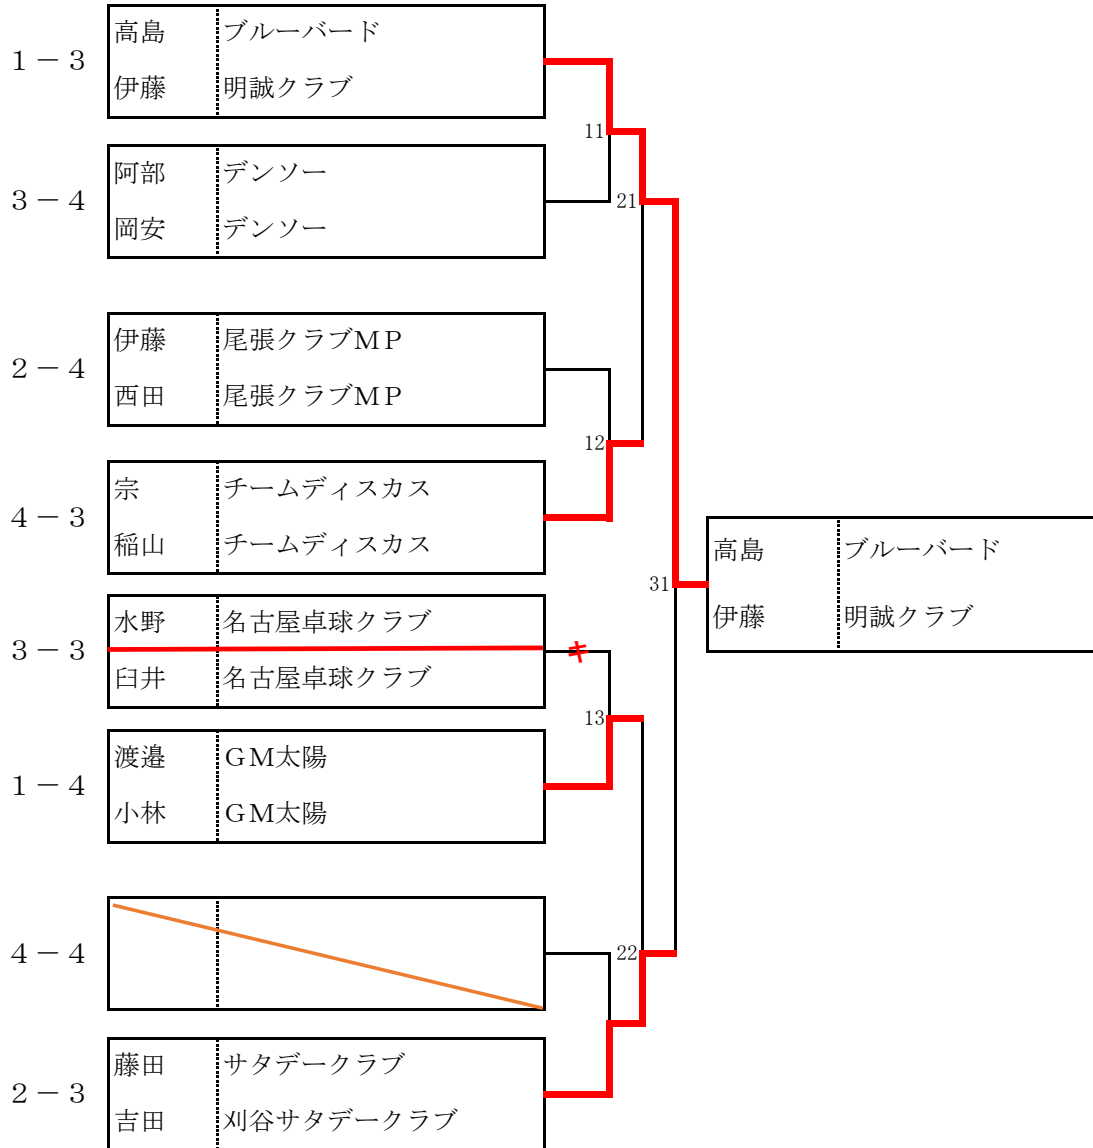 1－3
高島 ブルーバード
伊藤 明誠クラブ
11
3－4
阿部 デンソー
岡安 デンソー
21
2－4
伊藤 尾張クラブＭＰ
西田 尾張クラブＭＰ
12
4－3
宗 チームディスカス
稲山 チームディスカス
31
高島 ブルーバード
伊藤 明誠クラブ
3－3
水野 名古屋卓球クラブ
臼井 名古屋卓球クラブ
キ
13
1－4
渡邉 ＧＭ太陽
小林 ＧＭ太陽
4－4
22
2－3
藤田 サタデークラブ
吉田 刈谷サタデークラブ